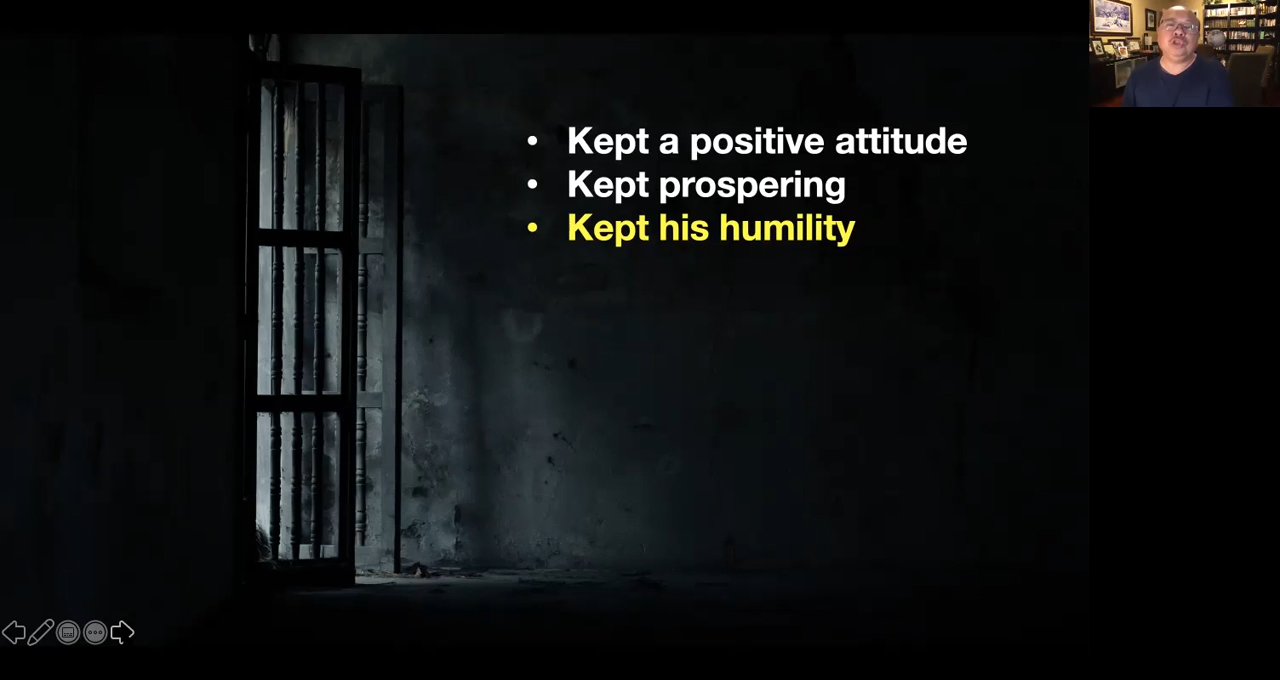 • Kept a positive attitude
• Kept prospering
• Kept his humility